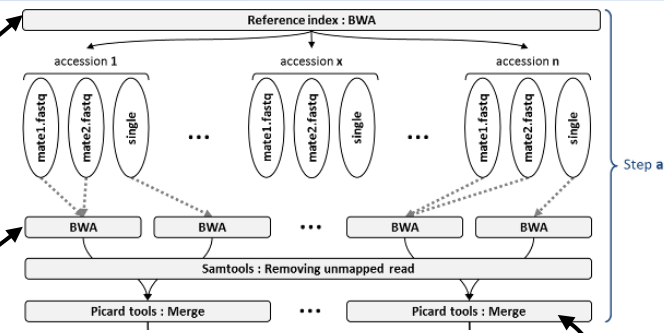 Reference index : BWA
accession 1
accession x
accession n
mate1.fastq
mate2.fastq
single
...
mate1.fastq
mate2.fastq
single
...
mate1.fastq
mate2.fastq
single
Step a
BWA
BWA
...
BWA
BWA
Samtools : Removing unmapped read
Picard tools : Merge
...
Picard tools : Merge